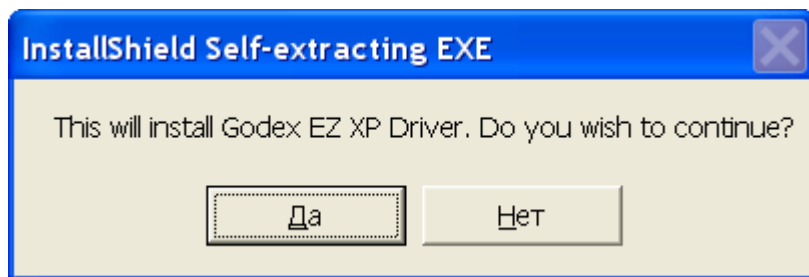 InstallShield Self-extracting EXE
This will install Godex EZ XP Driver. Do you wish to continue?
Да
Нет